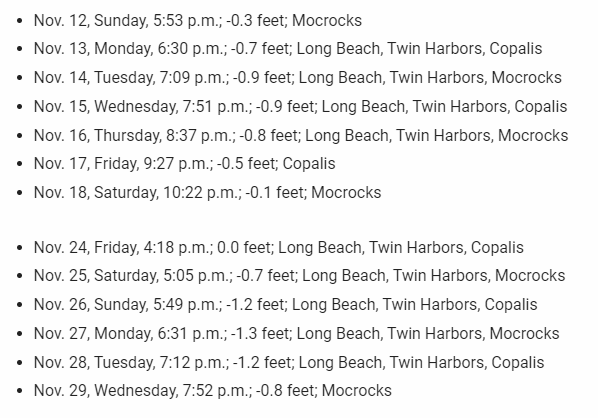 • Nov. 12, Sunday, 5:53 p.m.; -0.3 feet; Mocrocks
• Nov. 13, Monday, 6:30 p.m.; -0.7 feet; Long Beach, Twin Harbors, Copalis
• Nov. 14, Tuesday, 7:09 p.m.; -0.9 feet; Long Beach, Twin Harbors, Mocrocks
• Nov. 15, Wednesday, 7:51 p.m.; -0.9 feet; Long Beach, Twin Harbors, Copalis
• Nov. 16, Thursday, 8:37 p.m.; -0.8 feet; Long Beach, Twin Harbors, Mocrocks
• Nov. 17, Friday, 9:27 p.m.; -0.5 feet; Copalis
• Nov. 18, Saturday, 10:22 p.m.; -0.1 feet; Mocrocks
• Nov. 24, Friday, 4:18 p.m.; 0.0 feet; Long Beach, Twin Harbors, Copalis
• Nov. 25, Saturday, 5:05 p.m.; -0.7 feet; Long Beach, Twin Harbors, Mocrocks
• Nov. 26, Sunday, 5:49 p.m.; -1.2 feet; Long Beach, Twin Harbors, Copalis
• Nov. 27, Monday, 6:31 p.m.; -1.3 feet; Long Beach, Twin Harbors, Mocrocks
• Nov. 28, Tuesday, 7:12 p.m.; -1.2 feet; Long Beach, Twin Harbors, Copalis
• Nov. 29, Wednesday, 7:52 p.m.; -0.8 feet; Mocrocks